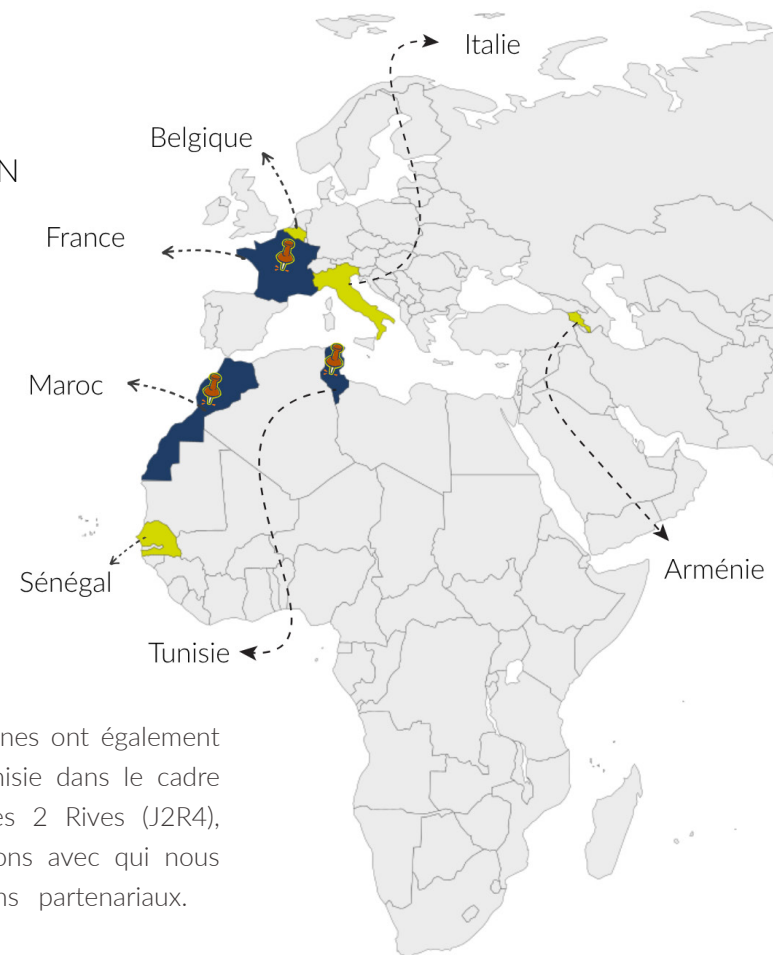 Italie
Belgique
N
France
Maroc
Sénégal
Arménie
Tunisie
nes ont également
nisie dans le cadre
es 2 Rives (J2R4),
ons avec qui nous
ns partenariaux.